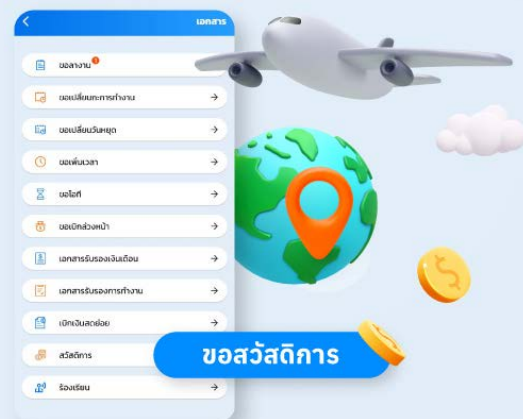 เอกสาร
ขอลางาน
1
ขอเปลี่ยนกะการทำงาน
ขอเปลี่ยนวันหยุด
ขอเพิ่มเวลา
ขอโอที
ขอเบิกล่วงหน้า
เอกสารรับรองเงินเดือน
เอกสารรับรองการทำงาน
เบิกเงินสดย่อย
สวัสดิการ
ร้องเรียน
ขอสวัสดิการ